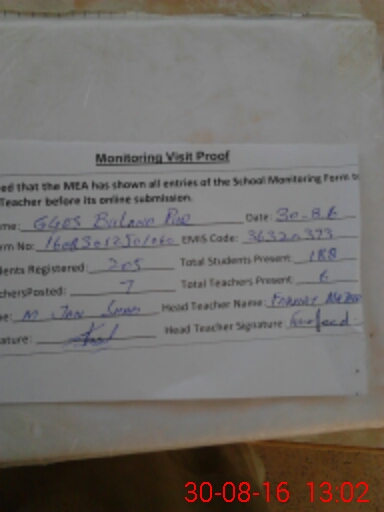 Monitoring Visit Proof
ed that the MEA has shown all entries of the School Monitoring Form to
Teacher before its online submission.
me: GGES Buland Pur Date: 30-8-
rm No: EMIS Code: 36320373
ents Registered: 205 Total Students Present: 188
chersPosted: 7 Total Teachers Present: 6
e: M Jan Head Teacher Name:
ature: Head Teacher Signature
30-08-16 13:02